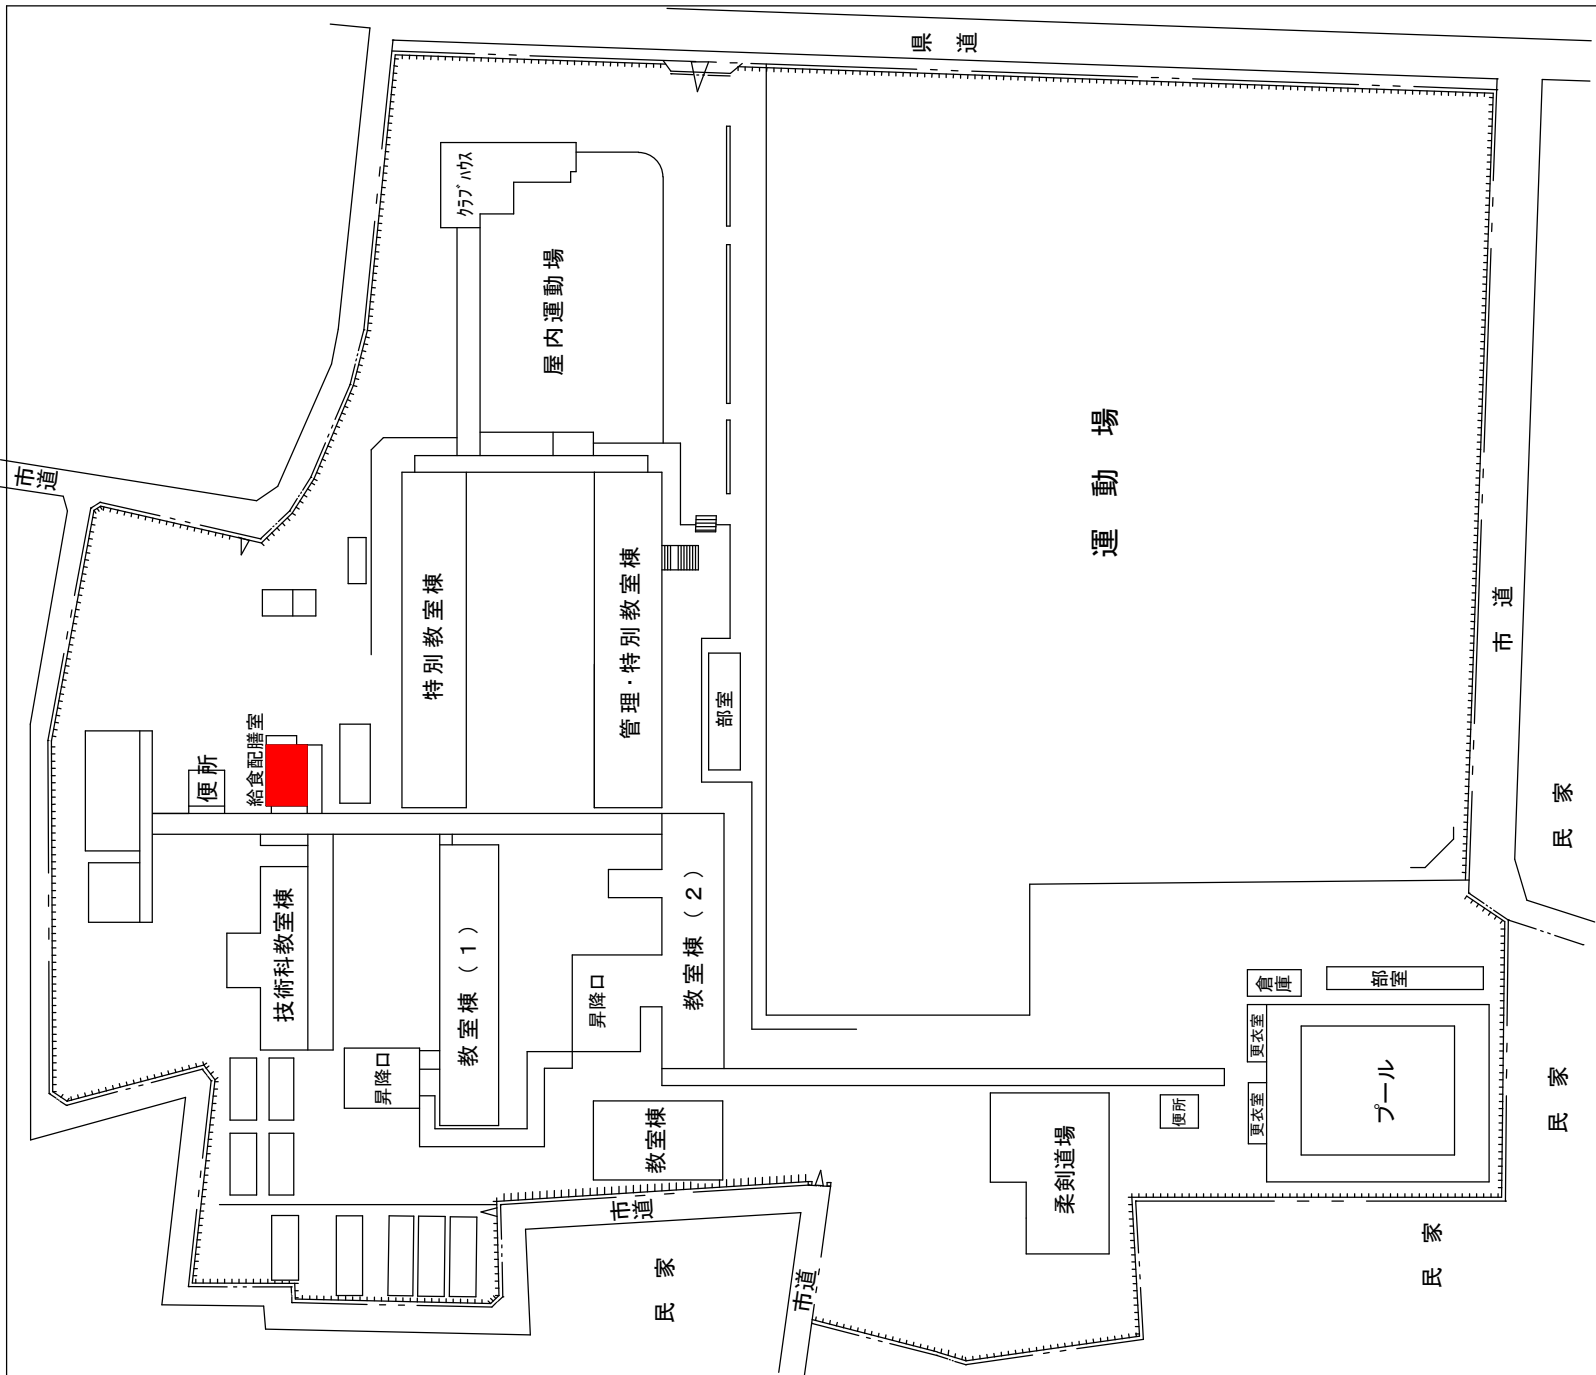 県道
クラブハウス
屋内運動場
市道
特別教室棟
管理・特別教室棟
運動場
市道
部室
給食配膳室
便所
民家
技術科教室棟
教室棟（１）
教室棟（２）
昇降口
昇降口
倉庫
部室
更衣室
更衣室
プール
便所
民家
教室棟
柔剣道場
市道
民家
市道
民家